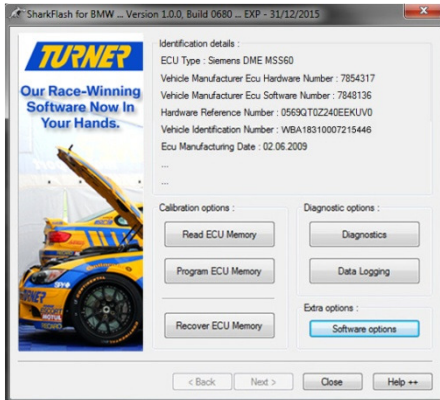 SharkFlash for BMW ... Version 1.0.0, Build 0680 ... EXP - 31/12/2015
TURNER
Our Race-Winning
Software Now In
Your Hands.
Identification details :
ECU Type : Siemens DME MSS60
Vehicle Manufacturer Ecu Hardware Number : 7854317
Vehicle Manufacturer Ecu Software Number : 7848136
Hardware Reference Number : 0569QT0Z240EEKUV0
Vehicle Identification Number : WBA18310007215446
Ecu Manufacturing Date : 02.06.2009
...
...
Calibration options :
Read ECU Memory
Program ECU Memory
Recover ECU Memory
Diagnostic options :
Diagnostics
Data Logging
Extra options :
Software options
< Back
Next >
Close
Help ++